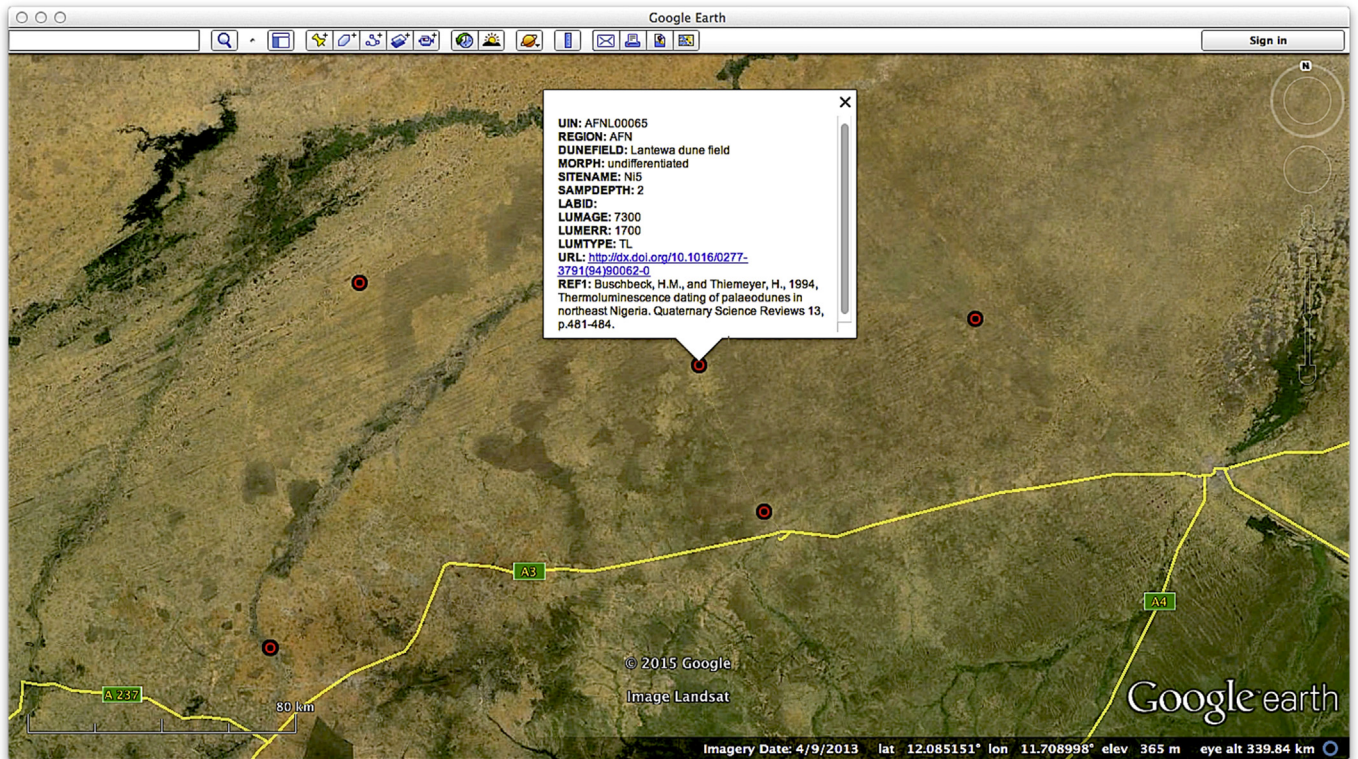 Google Earth
Sign in
N
UIN: AFNL00065
REGION: AFN
DUNEFIELD: Lantewa dune field
MORPH: undifferentiated
SITENAME: Ni5
SAMPDEPTH: 2
LABID:
LUMAGE: 7300
LUMERR: 1700
LUMTYPE: TL
URL: http://dx.doi.org/10.1016/0277-
3791(94)90062-0
REF1: Buschbeck, H.M., and Thiemeyer, H., 1994,
Thermoluminescence dating of palaeodunes in
northeast Nigeria. Quaternary Science Reviews 13,
p.481-484.
A3
A4
A 237
80 km
© 2015 Google
Image Landsat
Google earth
Imagery Date: 4/9/2013 lat 12.085151° lon 11.708998° elev 365 m eye alt 339.84 km